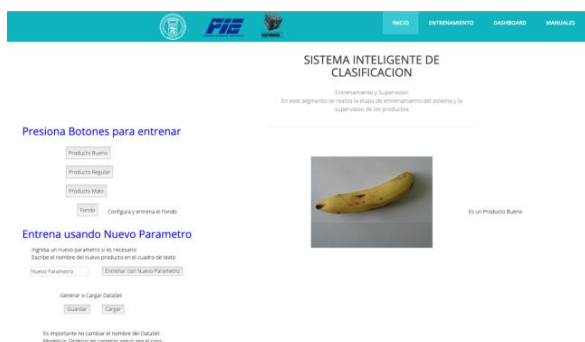 FIE
INICIO ENTRENAMIENTO DASHBOARD MANUALES
SISTEMA INTELIGENTE DE
CLASIFICACION
Entrenamiento y Supervision
En este segmento se realiza la etapa de entrenamiento del sistema y la
supervision de los productos
Presiona Botones para entrenar
Producto Bueno
Producto Regular
Producto Malo
Fondo Configura y entrena el Fondo
Es un Producto Bueno
Entrena usando Nuevo Parametro
Ingresa un nuevo parametro si es necesario
Escribe el nombre del nuevo producto en el cuadro de texto
Nuevo Parametro Entrenar con Nuevo Parametro
Generar o Cargar DataSet
Guardar Cargar
Es importante no cambiar el nombre del DataSet